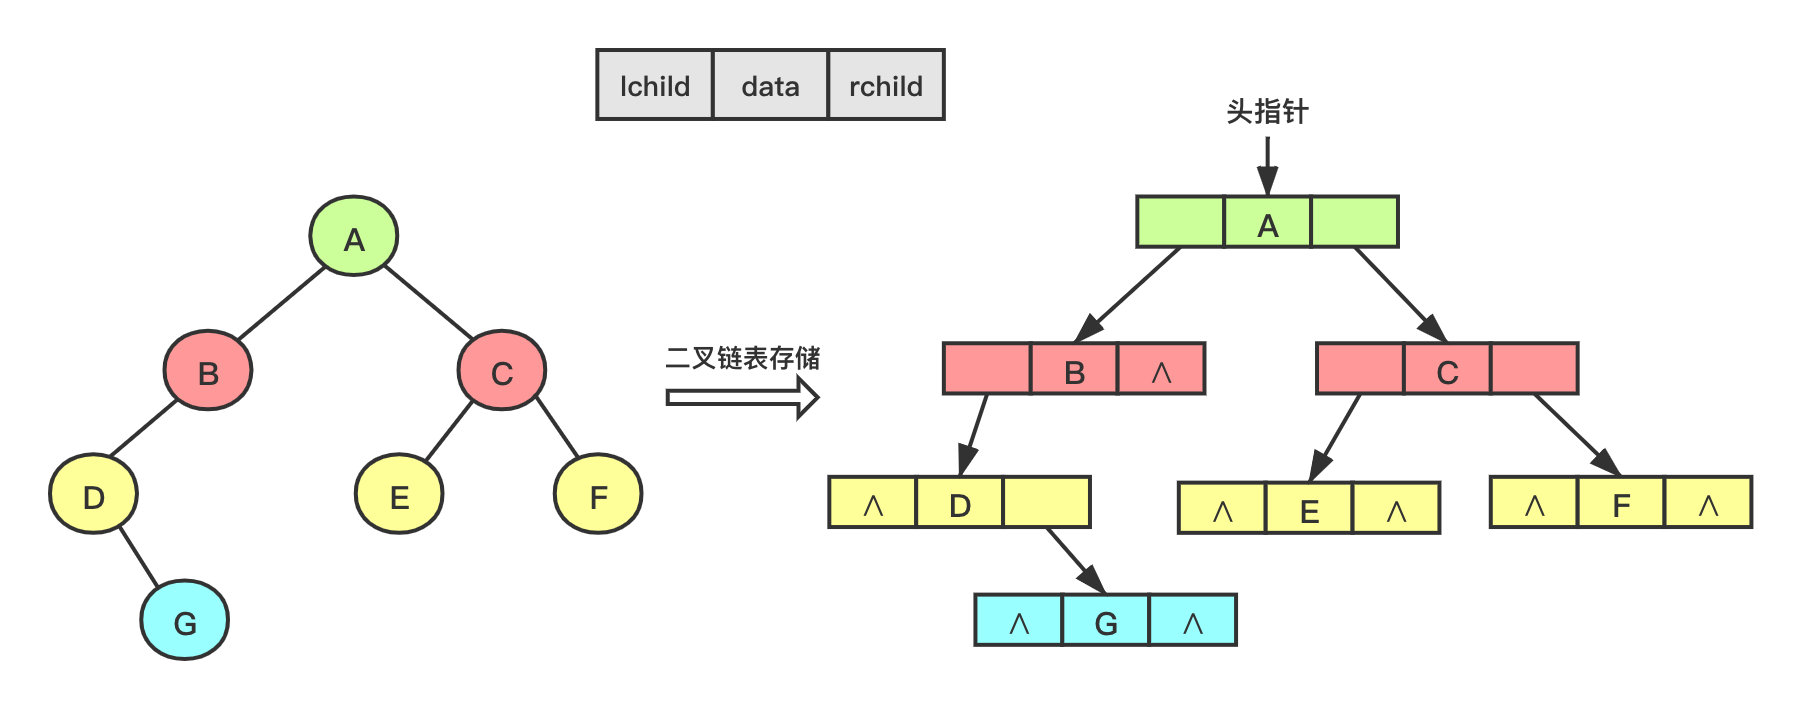 lchild data rchild
头指针
A
B
C
D
E
F
G
二叉链表存储
A
B ∧
C
∧ D
∧ E ∧
∧ F ∧
∧ G ∧